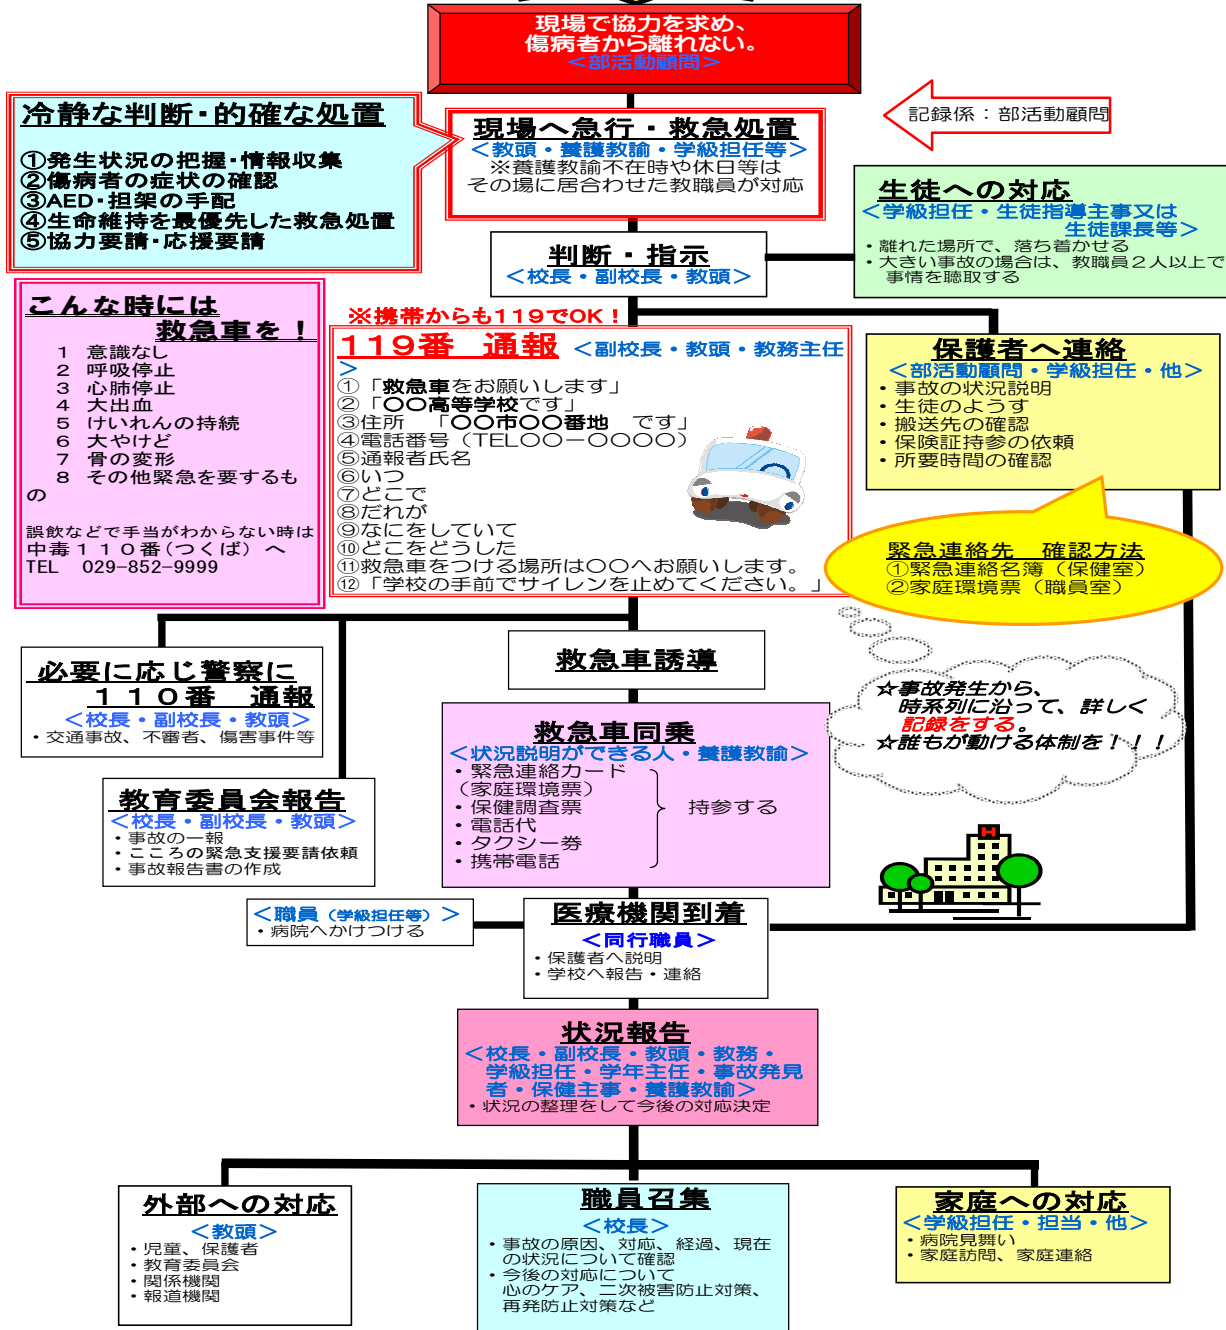 現場で協力を求め、
傷病者から離れない。
＜部活動顧問＞
冷静な判断・的確な処置
①発生状況の把握・情報収集
②傷病者の症状の確認
③AED・担架の手配
④生命維持を最優先した救急処置
⑤協力要請・応援要請
現場へ急行・救急処置
＜教頭・養護教諭・学級担任等＞
※養護教諭不在時や休日等は
その場に居合わせた教職員が対応
記録係：部活動顧問
生徒への対応
＜学級担任・生徒指導主事又は
生徒課長等＞
・離れた場所で、落ち着かせる
・大きい事故の場合は、教職員２人以上で
事情を聴取する
判断・指示
＜校長・副校長・教頭＞
こんな時には
救急車を！
1 意識なし
2 呼吸停止
3 心肺停止
4 大出血
5 けいれんの持続
6 大やけど
7 骨の変形
8 その他緊急を要するも
の
誤飲などで手当がわからない時は
中毒１１０番(つくば）へ
TEL 029-852-9999
※携帯からも119でOK！
119番 通報 ＜副校長・教頭・教務主任
＞
①「救急車をお願いします」
②「〇〇高等学校です」
③住所 「〇〇市〇〇番地 です」
④電話番号（TEL〇〇－〇〇〇〇）
⑤通報者氏名
⑥いつ
⑦どこで
⑧だれが
⑨なにをしていて
⑩どこをどうした
⑪救急車をつける場所は〇〇へお願いします。
⑫「学校の手前でサイレンを止めてください。」
保護者へ連絡
＜部活動顧問・学級担任・他＞
・事故の状況説明
・生徒のようす
・搬送先の確認
・保険証持参の依頼
・所要時間の確認
緊急連絡先 確認方法
①緊急連絡名簿（保健室）
②家庭環境票（職員室）
必要に応じ警察に
１１０番 通報
＜校長・副校長・教頭＞
・交通事故、不審者、傷害事件等
救急車誘導
☆事故発生から、
時系列に沿って、詳しく
記録をする。
☆誰もが動ける体制を！！！
救急車同乗
＜状況説明ができる人・養護教諭＞
・緊急連絡カード
（家庭環境票）
・保健調査票
・電話代
・タクシー券
・携帯電話
持参する
教育委員会報告
＜校長・副校長・教頭＞
・事故の一報
・こころの緊急支援要請依頼
・事故報告書の作成
H
＜職員（学級担任等）＞
・病院へかけつける
医療機関到着
＜同行職員＞
・保護者へ説明
・学校へ報告・連絡
状況報告
＜校長・副校長・教頭・教務・
学級担任・学年主任・事故発見
者・保健主事・養護教諭＞
・状況の整理をして今後の対応決定
外部への対応
＜教頭＞
・児童、保護者
・教育委員会
・関係機関
・報道機関
職員召集
＜校長＞
・事故の原因、対応、経過、現在
の状況について確認
・今後の対応について
心のケア、二次被害防止対策、
再発防止対策など
家庭への対応
＜学級担任・担当・他＞
・病院見舞い
・家庭訪問、家庭連絡